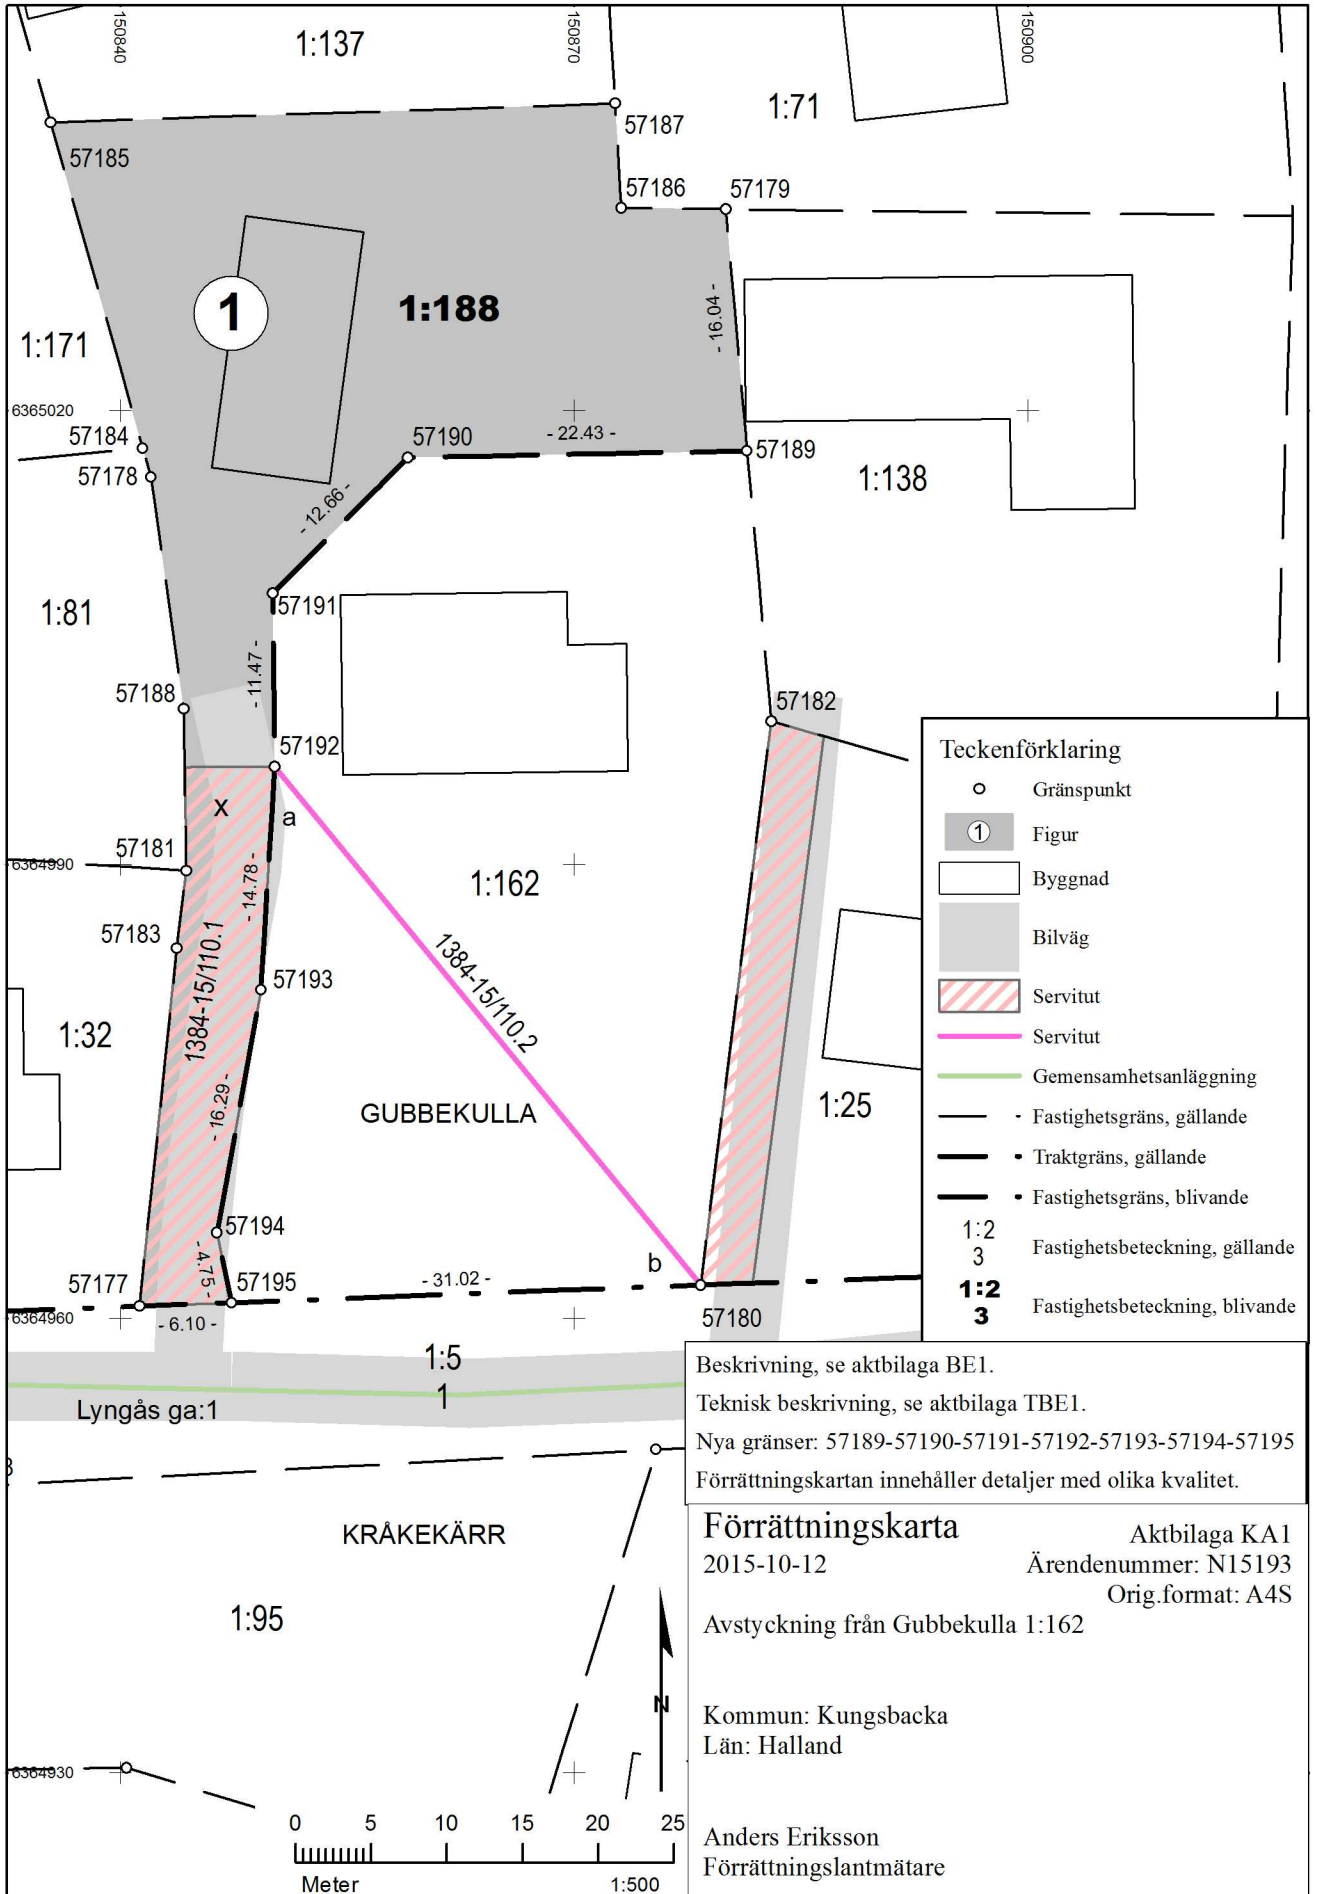 150840
150870
150900
1:137
1:71
57187
57185
57186
57179
1
1:188
- 16.04 -
1:171
6365020
57184
57190
- 22.43 -
57189
57178
1:138
- 12.66 -
57191
1:81
- 11.47 -
57188
57182
57192
X
a
57181
6364990
- 14.78 -
1:162
57183
1384-15/110.1
57193
1384-15/110.2
1:32
- 16.29 -
GUBBEKULLA
1:25
57194
b
57177
- 4.75 -
57195
- 31.02 -
6364960
- 6.10 -
57180
1:5
1
Lyngås ga:1
KRÅKEKÄRR
1:95
N
6364930
0 5 10 15 20 25
Meter
1:500
Teckenförklaring
Gränspunkt
1 Figur
Byggnad
Bilväg
Servitut
Servitut
Gemensamhetsanläggning
Fastighetsgräns, gällande
Traktgräns, gällande
Fastighetsgräns, blivande
1:2
3
Fastighetsbeteckning, gällande
1:2
3
Fastighetsbeteckning, blivande
Beskrivning, se aktbilaga BE1.
Teknisk beskrivning, se aktbilaga TBE1.
Nya gränser: 57189-57190-57191-57192-57193-57194-57195
Förrättningskartan innehåller detaljer med olika kvalitet.
Förrättningskarta
Aktbilaga KA1
2015-10-12
Ärendenummer: N15193
Orig.format: A4S
Avstyckning från Gubbekulla 1:162
Kommun: Kungsbacka
Län: Halland
Anders Eriksson
Förrättningslantmätare